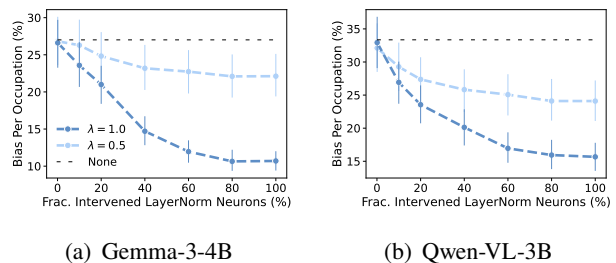 Bias Per Occupation (%)
30
25
20
15
10
λ = 1.0
λ = 0.5
None
0 20 40 60 80 100
Frac. Intervened LayerNorm Neurons (%)
(a) Gemma-3-4B
Bias Per Occupation (%)
35
30
25
20
15
0 20 40 60 80 100
Frac. Intervened LayerNorm Neurons (%)
(b) Qwen-VL-3B